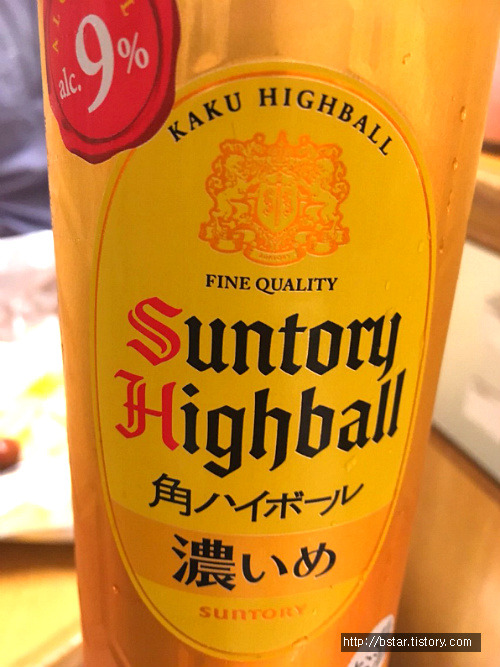 alc. 9%
KAKU HIGHBALL
FINE QUALITY
Suntory
Highball
角ハイボール
濃いめ
SUNTORY
http://bstar.tistory.com